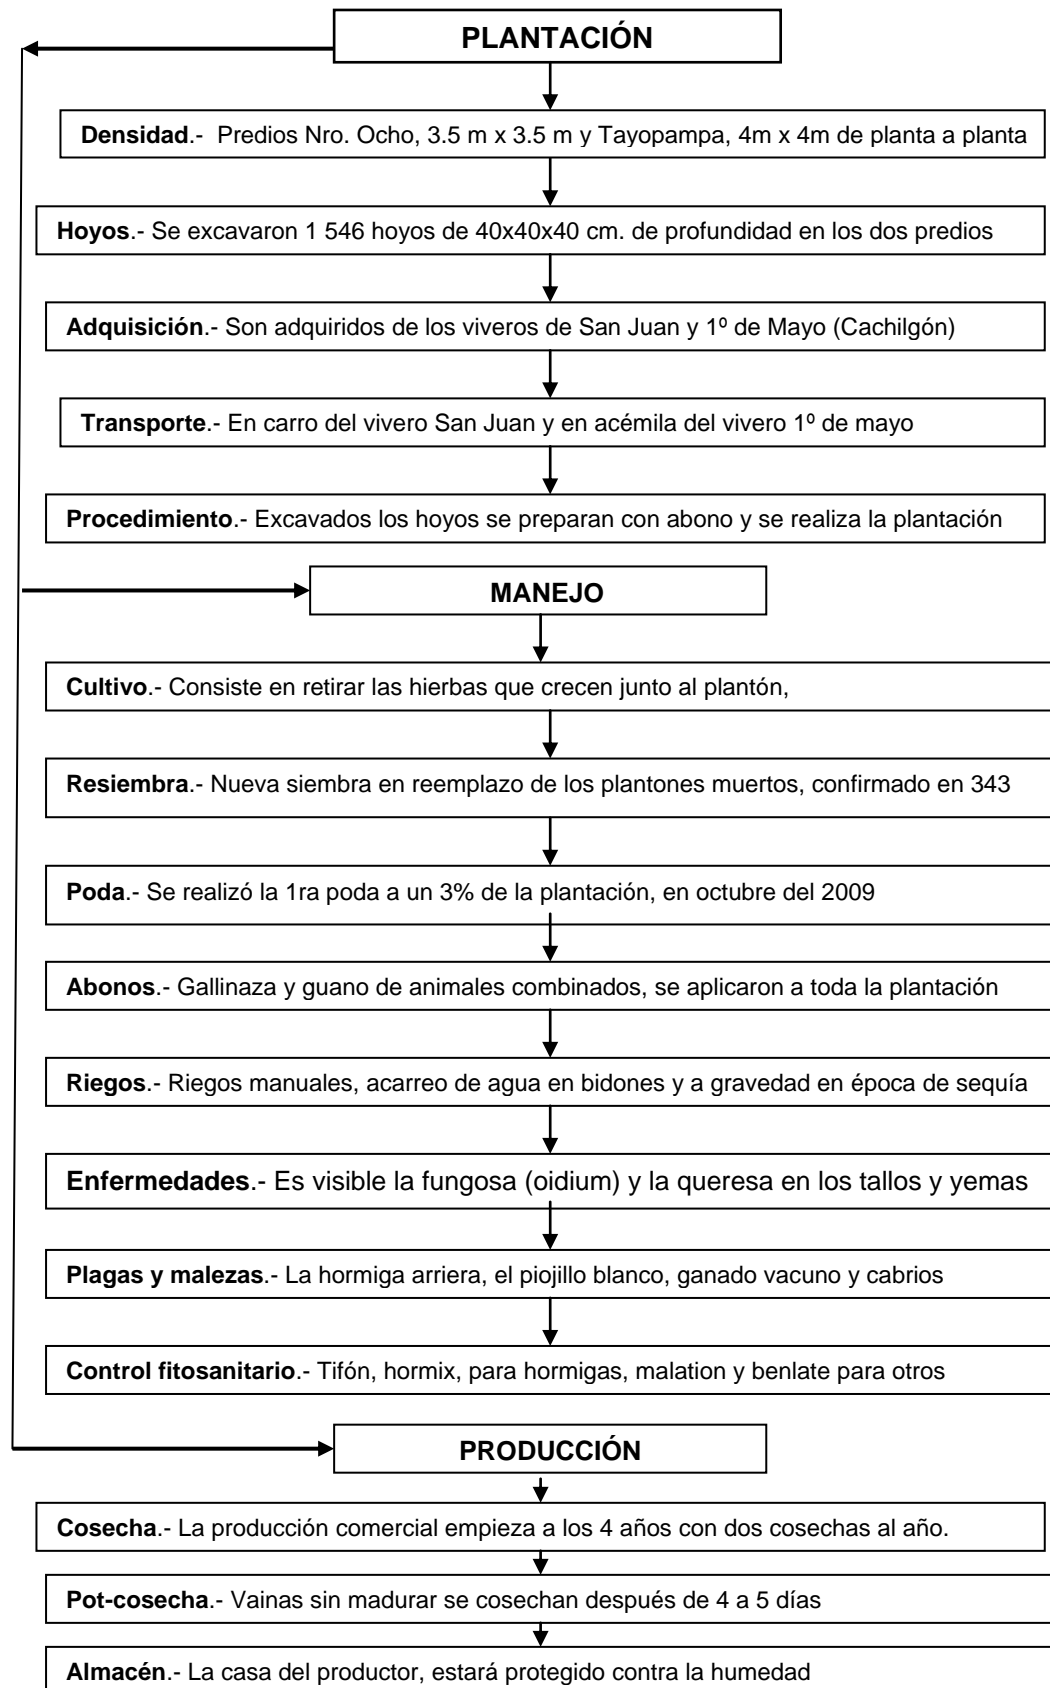 PLANTACIÓN
Densidad.- Predios Nro. Ocho, 3.5 m x 3.5 m y Tayopampa, 4m x 4m de planta a planta
Hoyos.- Se excavaron 1 546 hoyos de 40x40x40 cm. de profundidad en los dos predios
Adquisición.- Son adquiridos de los viveros de San Juan y 1º de Mayo (Cachilgón)
Transporte.- En carro del vivero San Juan y en acémila del vivero 1º de mayo
Procedimiento.- Excavados los hoyos se preparan con abono y se realiza la plantación
MANEJO
Cultivo.- Consiste en retirar las hierbas que crecen junto al plantón,
Resiembra.- Nueva siembra en reemplazo de los plantones muertos, confirmado en 343
Poda.- Se realizó la 1ra poda a un 3% de la plantación, en octubre del 2009
Abonos.- Gallinaza y guano de animales combinados, se aplicaron a toda la plantación
Riegos.- Riegos manuales, acarreo de agua en bidones y a gravedad en época de sequía
Enfermedades.- Es visible la fungosa (oidium) y la queresa en los tallos y yemas
Plagas y malezas.- La hormiga arriera, el piojillo blanco, ganado vacuno y cabrios
Control fitosanitario.- Tifón, hormix, para hormigas, malation y benlate para otros
PRODUCCIÓN
Cosecha.- La producción comercial empieza a los 4 años con dos cosechas al año.
Pot-cosecha.- Vainas sin madurar se cosechan después de 4 a 5 días
Almacén.- La casa del productor, estará protegido contra la humedad